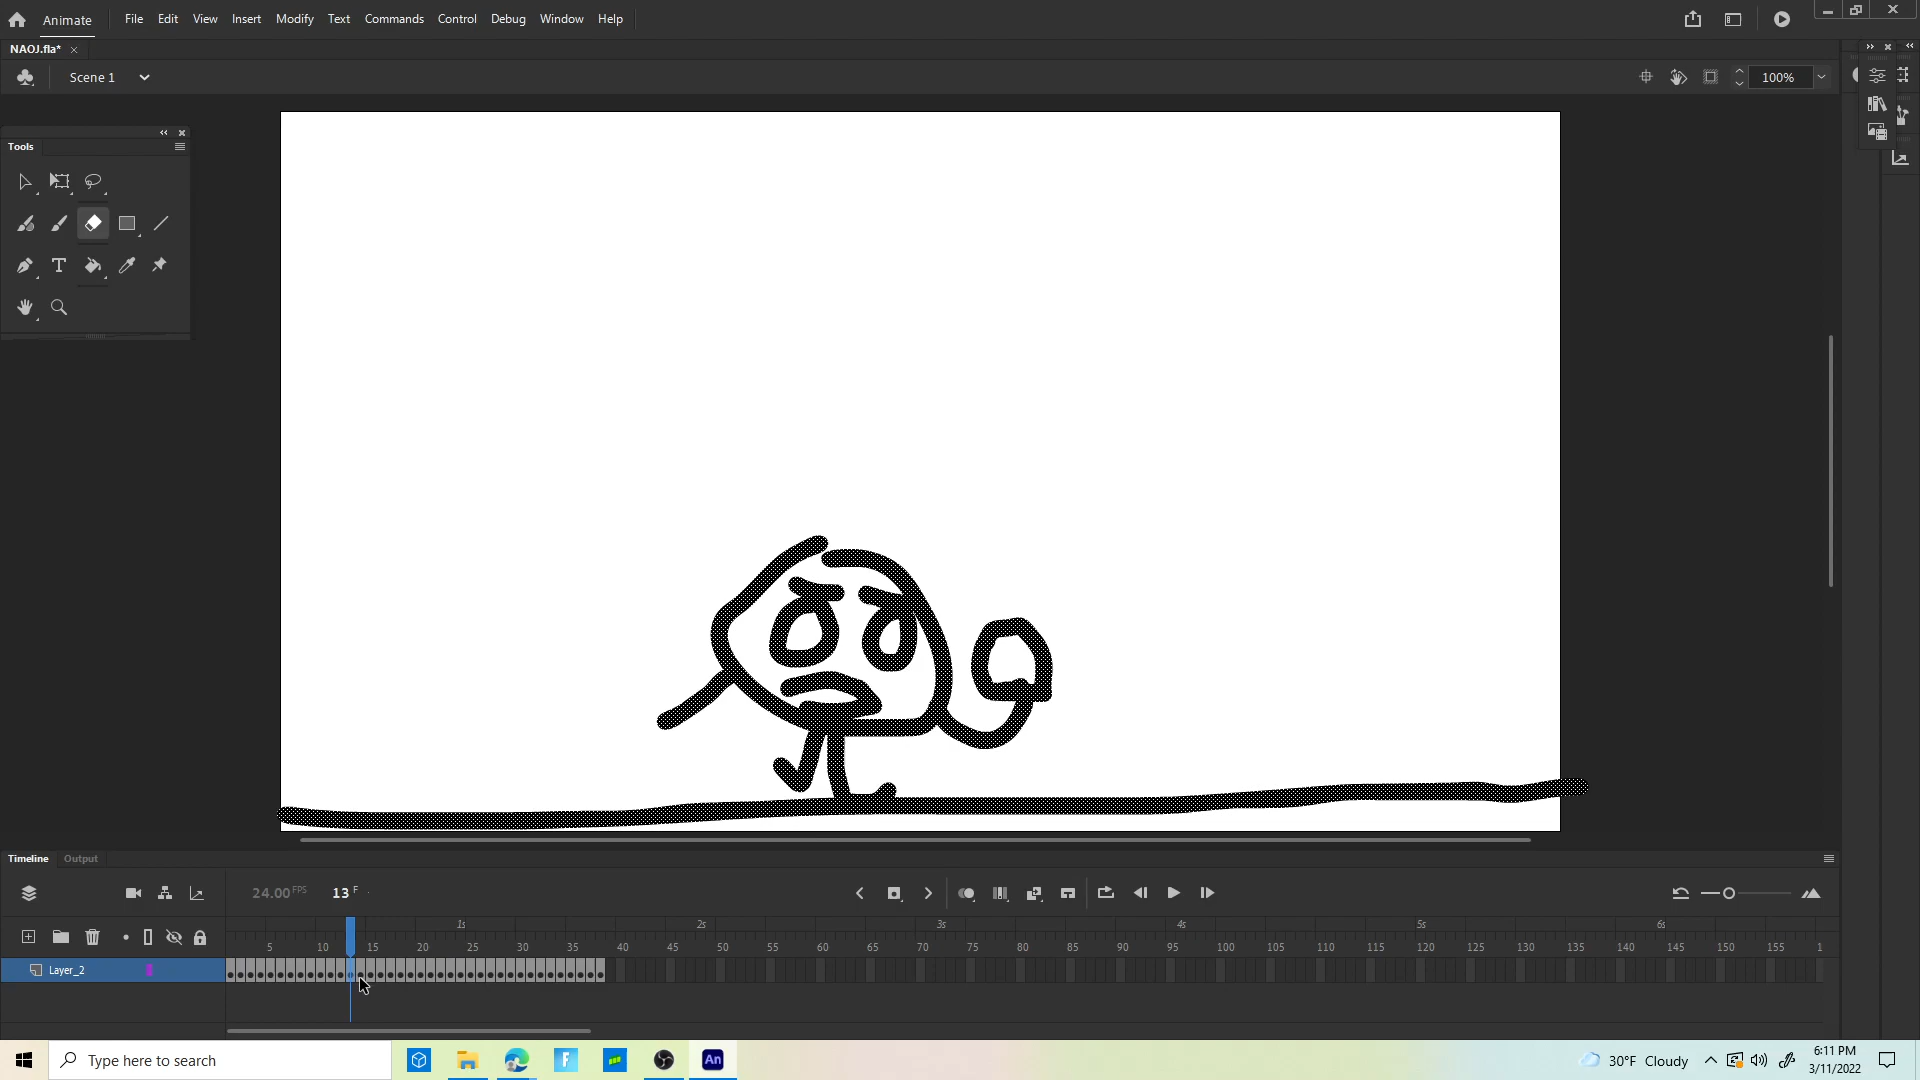 Animate File Edit View Insert Modify Text Commands Control Debug Window Help
NAOJ.fla*
Scene 1 100%
Tools
T
Timeline Output
24.00 FPS 13 F
1s 2s 3s 4s 5s 6s
5 10 15 20 25 30 35 40 45 50 55 60 65 70 75 80 85 90 95 100 105 110 115 120 125 130 135 140 145 150 155 1
Layer_2
Type here to search An 30°F Cloudy 6:11 PM
3/11/2022